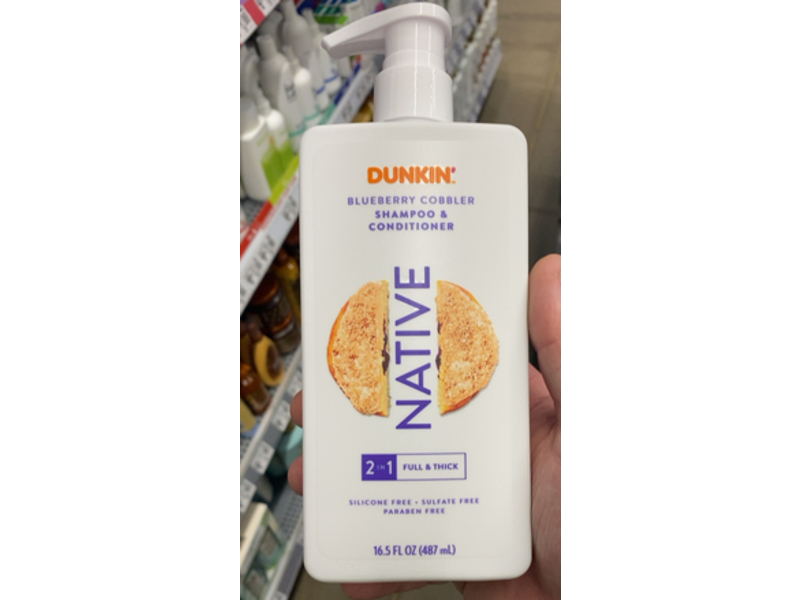 DUNKIN'
BLUEBERRY COBBLER
SHAMPOO &
CONDITIONER
NATIVE
2 IN 1 FULL & THICK
SILICONE FREE • SULFATE FREE
PARABEN FREE
16.5 FL OZ (487 mL)